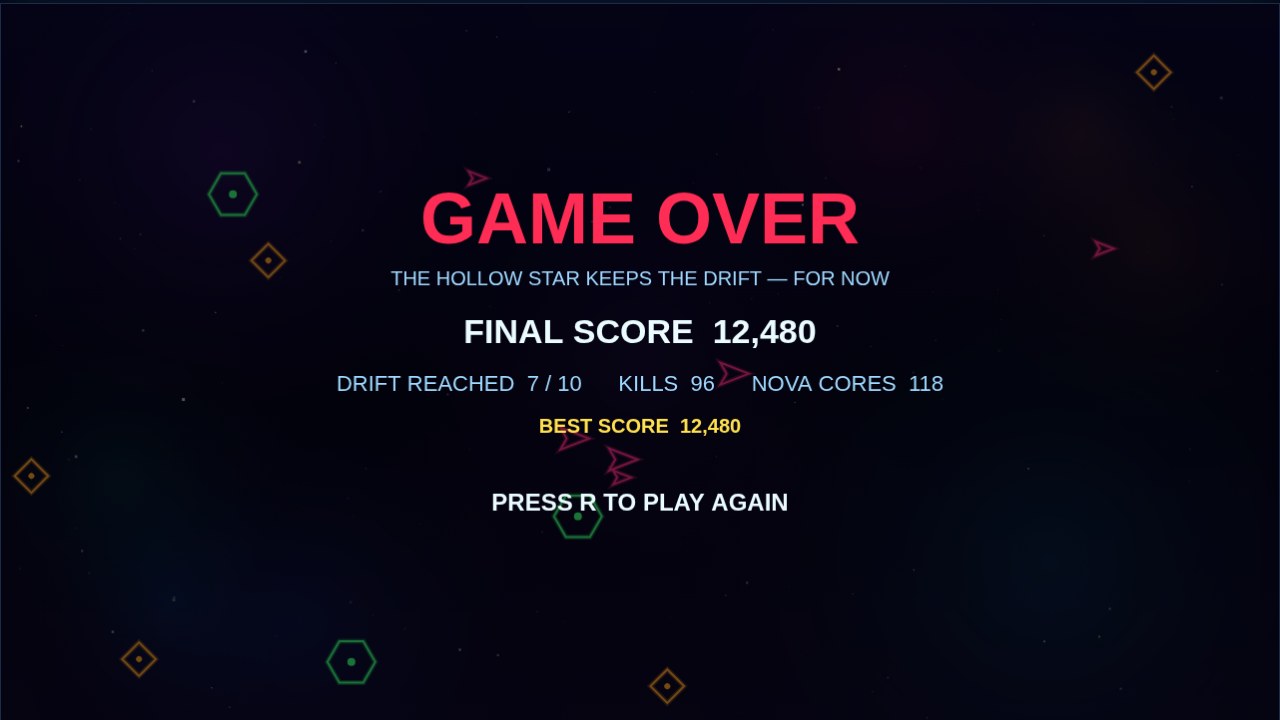 GAME OVER
THE HOLLOW STAR KEEPS THE DRIFT — FOR NOW
FINAL SCORE 12,480
DRIFT REACHED 7 / 10 KILLS 96 NOVA CORES 118
BEST SCORE 12,480
PRESS R TO PLAY AGAIN